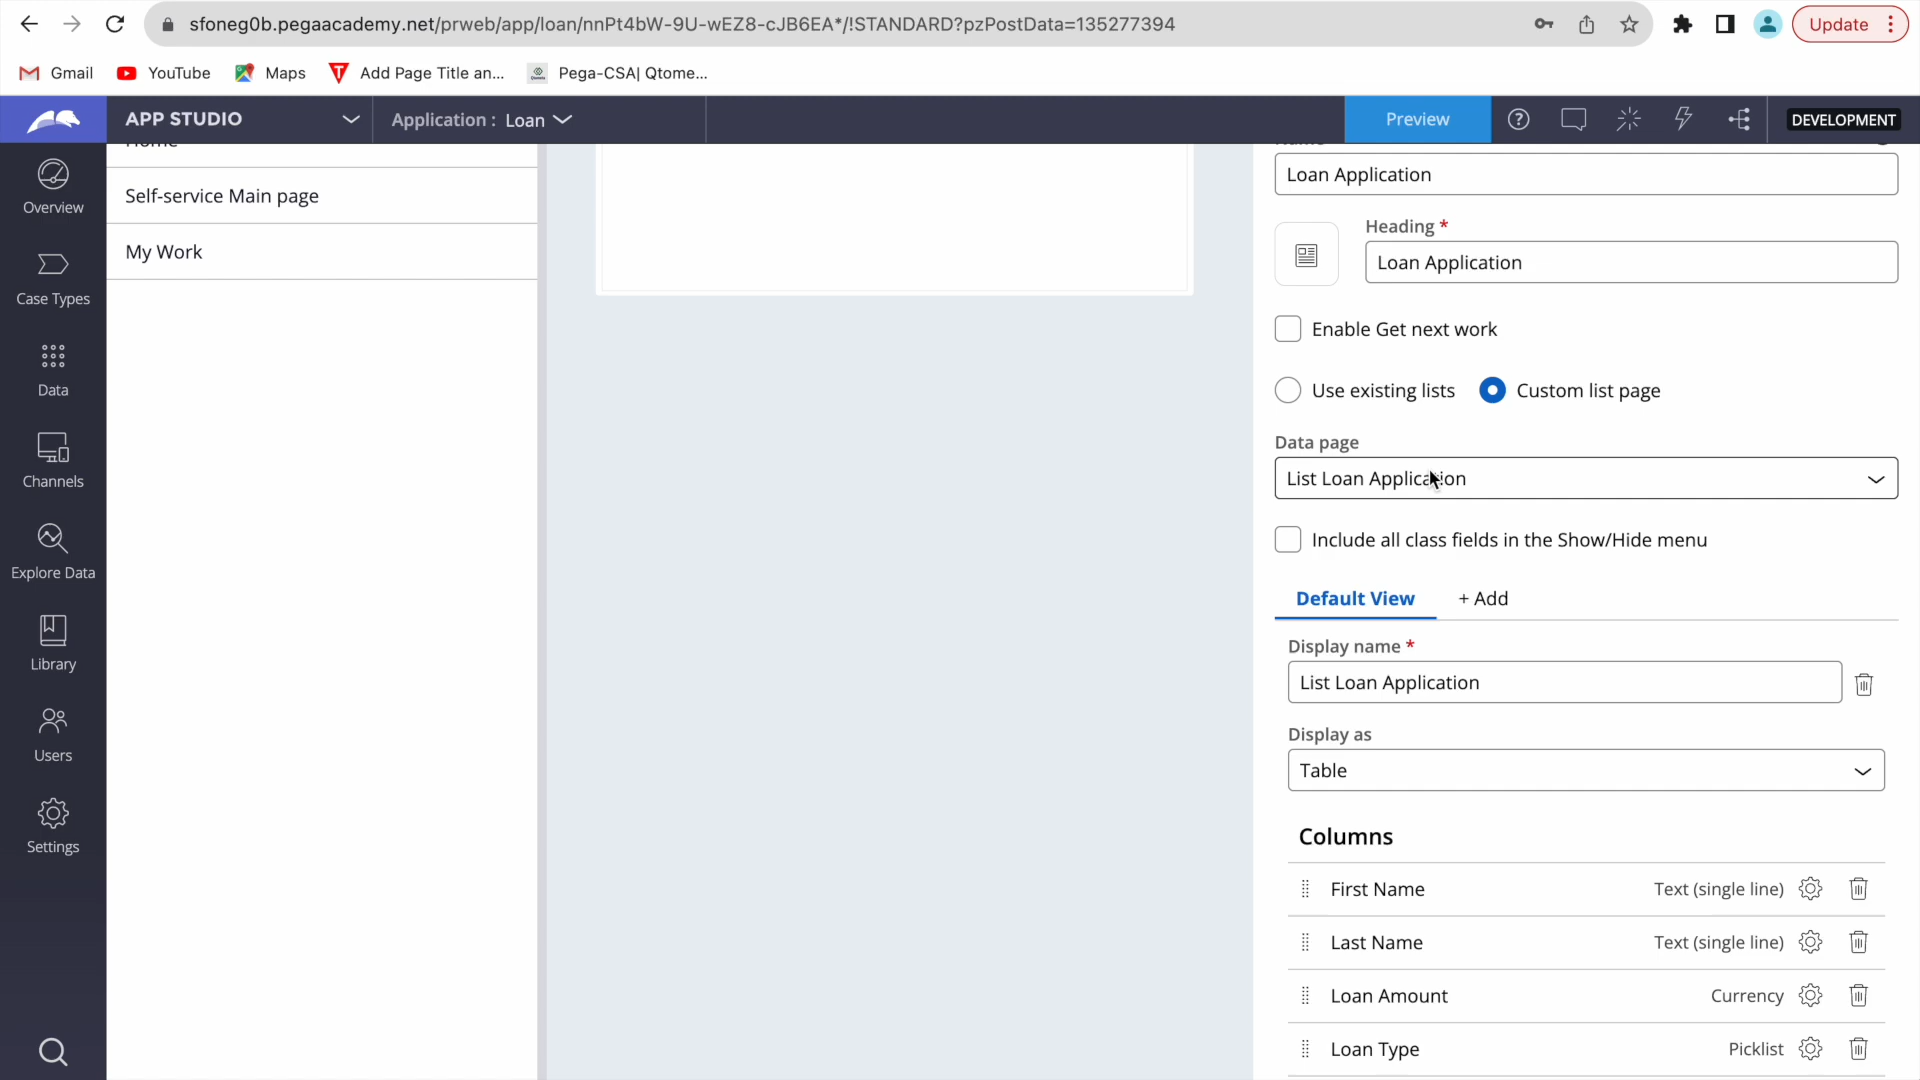 sfoneg0b.pegaacademy.net/prweb/app/loan/nnPt4bW-9U-wEZ8-cJB6EA*/!STANDARD?pzPostData=135277394
Update
Gmail
YouTube
Maps
Add Page Title an...
Pega-CSA| Qtome...
APP STUDIO
Application : Loan
Preview
DEVELOPMENT
Overview
Case Types
Data
Channels
Explore Data
Library
Users
Settings
Home
Self-service Main page
My Work
Name
Loan Application
Heading *
Loan Application
Enable Get next work
Use existing lists
Custom list page
Data page
List Loan Application
Include all class fields in the Show/Hide menu
Default View
+ Add
Display name *
List Loan Application
Display as
Table
Columns
First Name Text (single line)
Last Name Text (single line)
Loan Amount Currency
Loan Type Picklist